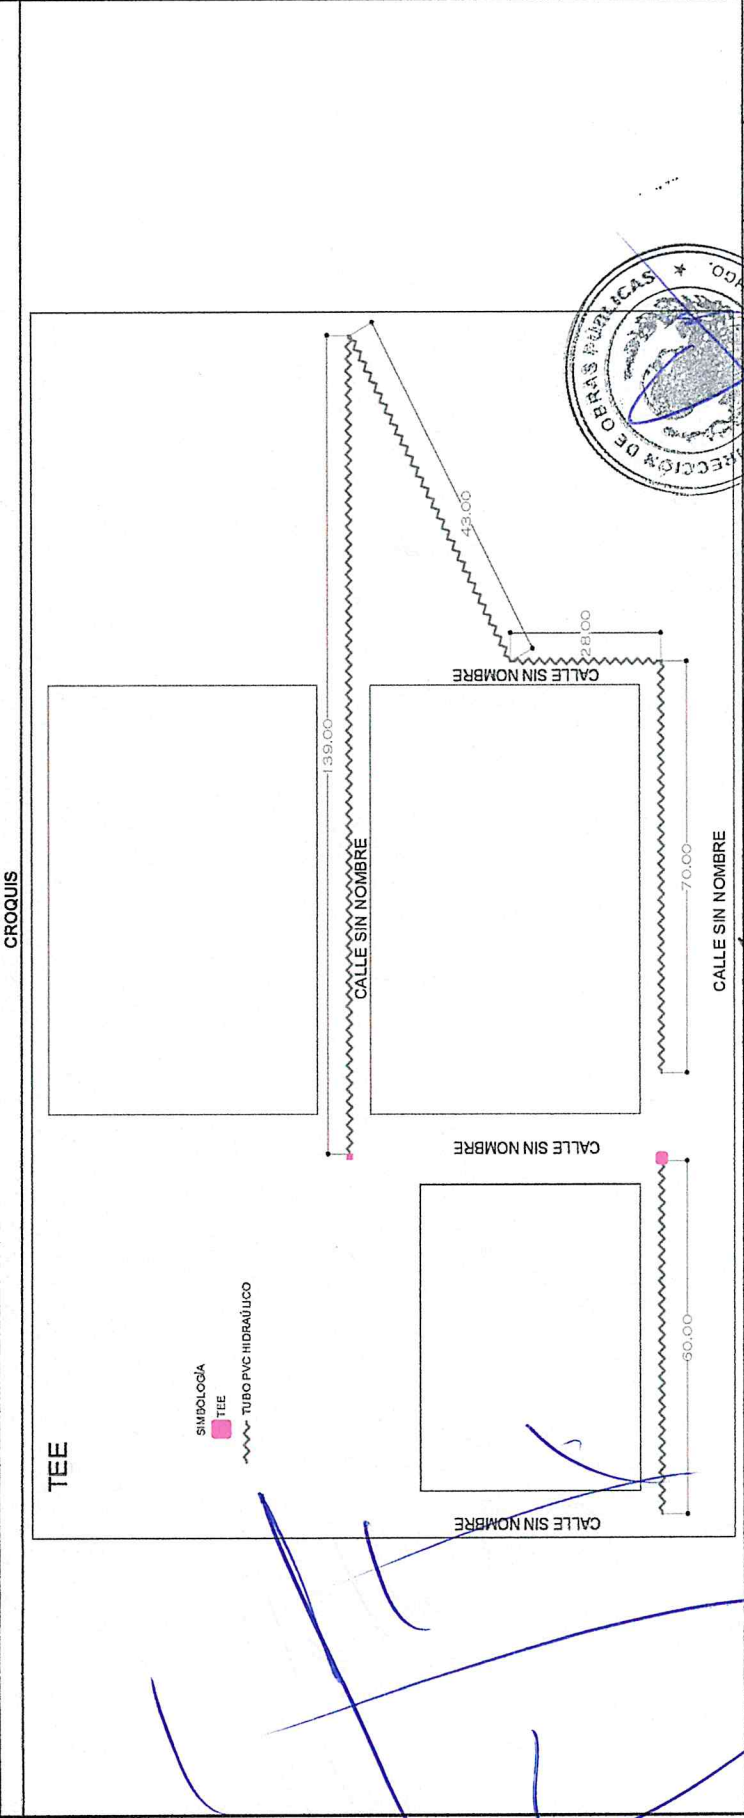 CROQUIS
TEE
SIMBOLOGÍA
TEE
TUBO PVC HIDRAÚLICO
139.00
CALLE SIN NOMBRE
43.00
28.00
CALLE SIN NOMBRE
CALLE SIN NOMBRE
CALLE SIN NOMBRE
70.00
60.00
CALLE SIN NOMBRE
DIRECCIÓN DE OBRAS PÚBLICAS